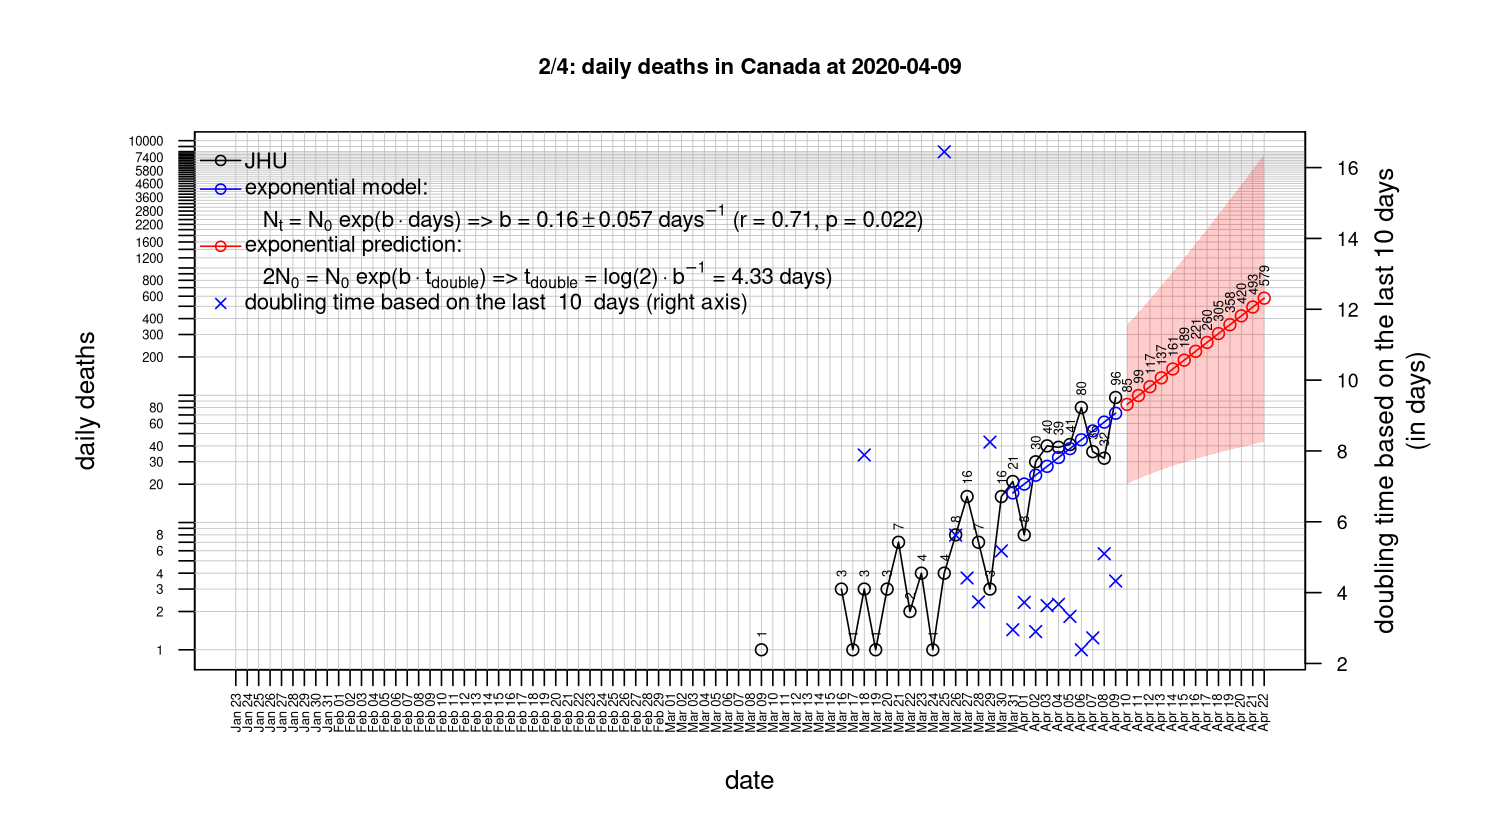 2/4: daily deaths in Canada at 2020-04-09
10000
7400
5800
4600
3600
2800
2200
1600
1200
800
600
400
300
200
80
60
40
30
20
8
6
4
3
2
1
daily deaths
JHU
exponential model:
Nt = N0 exp(b · days) => b = 0.16 ± 0.057 days−1 (r = 0.71, p = 0.022)
exponential prediction:
2N0 = N0 exp(b · tdouble) => tdouble = log(2) · b−1 = 4.33 days)
doubling time based on the last 10 days (right axis)
1
3
1
3
1
3
7
2
4
1
4
8
16
7
3
16
21
8
30
40
39
41
80
36
32
96
85
99
117
137
161
189
221
260
305
358
420
493
579
16
14
12
10
8
6
4
2
doubling time based on the last 10 days
(in days)
Jan 23
Jan 24
Jan 25
Jan 26
Jan 27
Jan 28
Jan 29
Jan 30
Jan 31
Feb 01
Feb 02
Feb 03
Feb 04
Feb 05
Feb 06
Feb 07
Feb 08
Feb 09
Feb 10
Feb 11
Feb 12
Feb 13
Feb 14
Feb 15
Feb 16
Feb 17
Feb 18
Feb 19
Feb 20
Feb 21
Feb 22
Feb 23
Feb 24
Feb 25
Feb 26
Feb 27
Feb 28
Feb 29
Mar 01
Mar 02
Mar 03
Mar 04
Mar 05
Mar 06
Mar 07
Mar 08
Mar 09
Mar 10
Mar 11
Mar 12
Mar 13
Mar 14
Mar 15
Mar 16
Mar 17
Mar 18
Mar 19
Mar 20
Mar 21
Mar 22
Mar 23
Mar 24
Mar 25
Mar 26
Mar 27
Mar 28
Mar 29
Mar 30
Mar 31
Apr 01
Apr 02
Apr 03
Apr 04
Apr 05
Apr 06
Apr 07
Apr 08
Apr 09
Apr 10
Apr 11
Apr 12
Apr 13
Apr 14
Apr 15
Apr 16
Apr 17
Apr 18
Apr 19
Apr 20
Apr 21
Apr 22
date